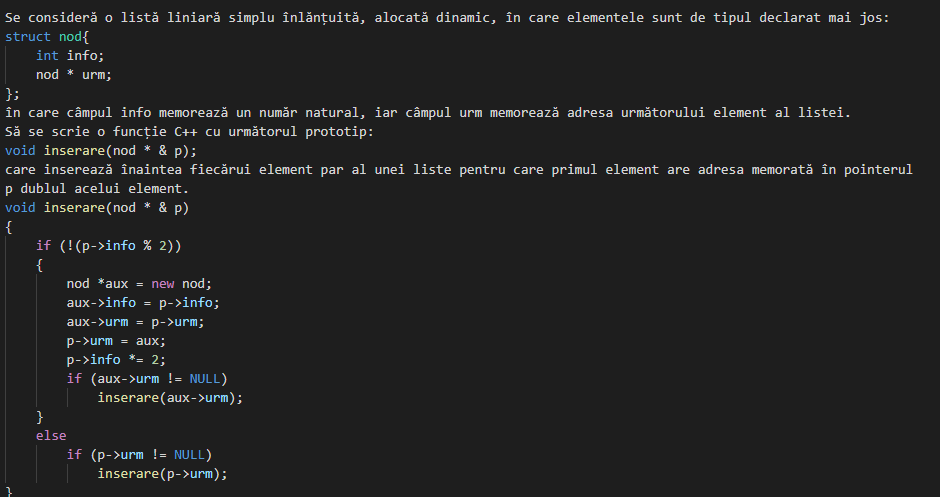 Se consideră o listă liniară simplu înlănțuită, alocată dinamic, în care elementele sunt de tipul declarat mai jos:
struct nod{
    int info;
    nod * urm;
};
în care câmpul info memorează un număr natural, iar câmpul urm memorează adresa următorului element al listei.
Să se scrie o funcție C++ cu următorul prototip:
void inserare(nod * & p);
care inserează înaintea fiecărui element par al unei liste pentru care primul element are adresa memorată în pointerul
p dublul acelui element.
void inserare(nod * & p)
{
    if (!(p->info % 2))
    {
        nod *aux = new nod;
        aux->info = p->info;
        aux->urm = p->urm;
        p->urm = aux;
        p->info *= 2;
        if (aux->urm != NULL)
            inserare(aux->urm);
    }
    else
        if (p->urm != NULL)
            inserare(p->urm);
}